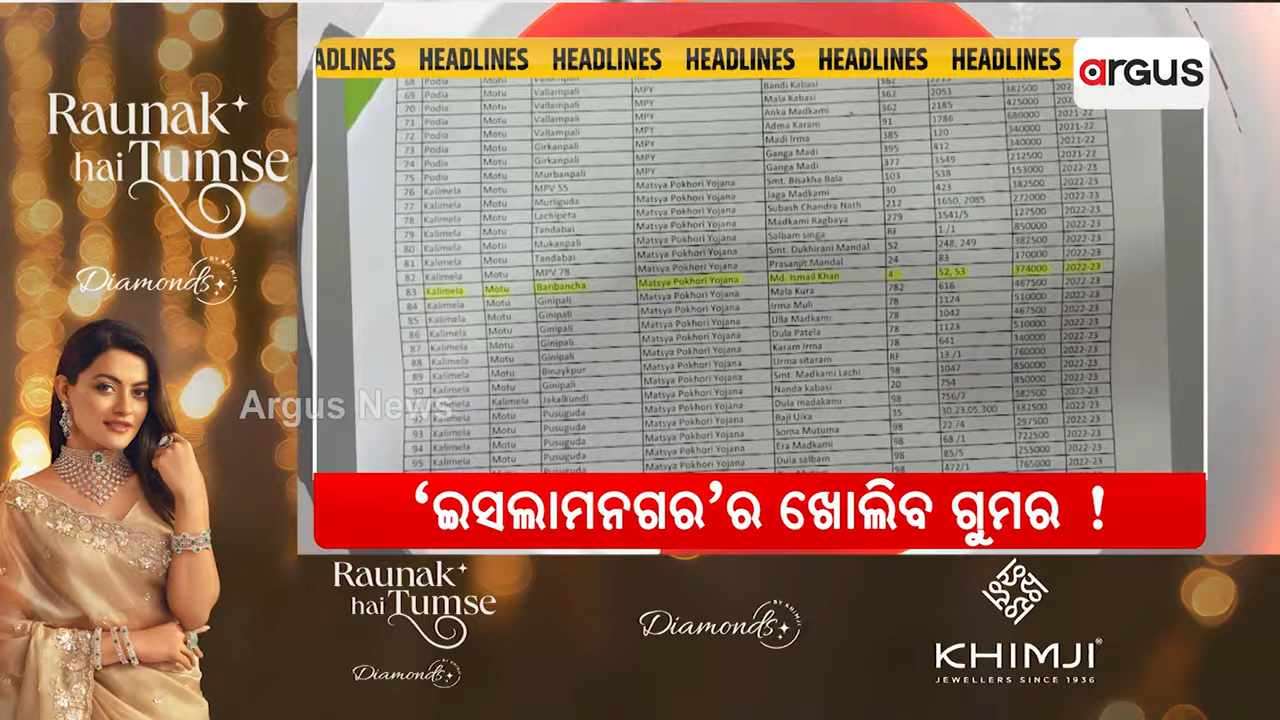 HEADLINES HEADLINES HEADLINES HEADLINES HEADLINES
argus
Raunak
hai Tumse
Diamonds
BY KHIMJI
69 Podia Motu Vallampali MPY Bandi Kabasi 362 382500
70 Podia Motu Vallampali MPY Mala Kabasi 362 2053 425000
71 Podia Motu Vallampali MPY Anka Madkami 2185 680000 2021-22
72 Podia Motu Vallampali MPY Adma Karam 91 1786 340000 2021-22
73 Podia Motu Girkanpali MPY Madi Irma 385 120 340000
74 Podia Motu Girkanpali MPY Ganga Madi 395 412 212500
75 Podia Motu Murbanpali MPY Ganga Madi 377 3549 153000 2022-23
76 Kalimela Motu MPV 55 Matsya Pokhori Yojana Smt. Bisakha Bala 103 538 382500 2022-23
77 Kalimela Motu Murliguda Matsya Pokhori Yojana Jaga Madkami 30 423 272000 2022-23
78 Kalimela Motu Lachipeta Matsya Pokhori Yojana Subash Chandra Nath 212 1650, 2085 127500 2022-23
79 Kalimela Motu Tandabai Matsya Pokhori Yojana Madkami Ragbaya 279 1541/5 850000 2022-23
80 Kalimela Motu Mukanpali Matsya Pokhori Yojana Salbam singa RF 1./1 382500 2022-23
81 Kalimela Motu Tandabai Matsya Pokhori Yojana Smt. Dukhirani Mandal 52 248, 249 170000 2022-23
82 Kalimela Motu MPV 78 Matsya Pokhori Yojana Prasanjit Mandal 24 83
83 Kalimela Motu Baribancha Matsya Pokhori Yojana Md. Ismail Khan 4 52, 53 374000 2022-23
84 Kalimela Motu Ginipali Matsya Pokhori Yojana Mala Kura 782 616 467500 2022-23
85 Kalimela Motu Ginipali Matsya Pokhori Yojana Irma Muli 78 1124 510000 2022-23
86 Kalimela Motu Ginipali Matsya Pokhori Yojana Ulla Madkami 78 1042 467500 2022-23
87 Kalimela Motu Ginipali Matsya Pokhori Yojana Dula Patela 78 1123 510000 2022-23
88 Kalimela Motu Ginipali Matsya Pokhori Yojana Karam Irma 78 641 340000 2022-23
89 Kalimela Motu Binaykpur Matsya Pokhori Yojana Urma sitaram RF 13./1 760000 2022-23
90 Kalimela Motu Ginipali Matsya Pokhori Yojana Smt. Madkami Lachi 98 1047 850000 2022-23
Kalimela Kalimela Jakalkundi Matsya Pokhori Yojana Nanda kabasi 20 754 850000 2022-23
92 Kalimela Motu Pusuguda Matsya Pokhori Yojana Dula madakami 98 756/2 382500 2022-23
93 Kalimela Motu Pusuguda Matsya Pokhori Yojana Raji Uika 35 30,23,05,300 382500 2022-23
94 Kalimela Motu Pusuguda Matsya Pokhori Yojana Soma Mutuma 98 22./4 297500 2022-23
95 Kalimela Motu Pusuguda Matsya Pokhori Yojana Era Madkami 98 68 /1 722500 2022-23
Dula salbam 98 85/5 255000 2022-23
98 472/1 765000 2022-23
Argus News
‘ଇସଲାମନଗର’ର ଖୋଲିବ ଗୁମର !
Raunak
hai Tumse
Diamonds
BY KHIMJI
Diamonds
BY KHIMJI
KHIMJI
JEWELLERS SINCE 1936